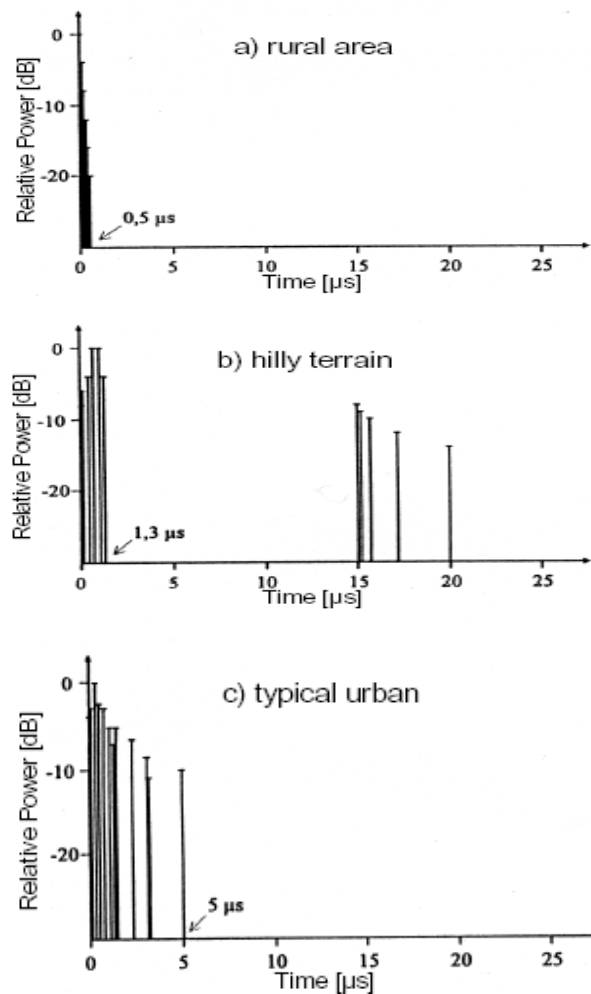 a) rural area
Relative Power [dB]
0
-10
-20
0,5 µs
0 5 10 15 20 25
Time [µs]
b) hilly terrain
Relative Power [dB]
0
-10
-20
1,3 µs
0 5 10 15 20 25
Time [µs]
c) typical urban
Relative Power [dB]
0
-10
-20
5 µs
0 5 10 15 20 25
Time [µs]